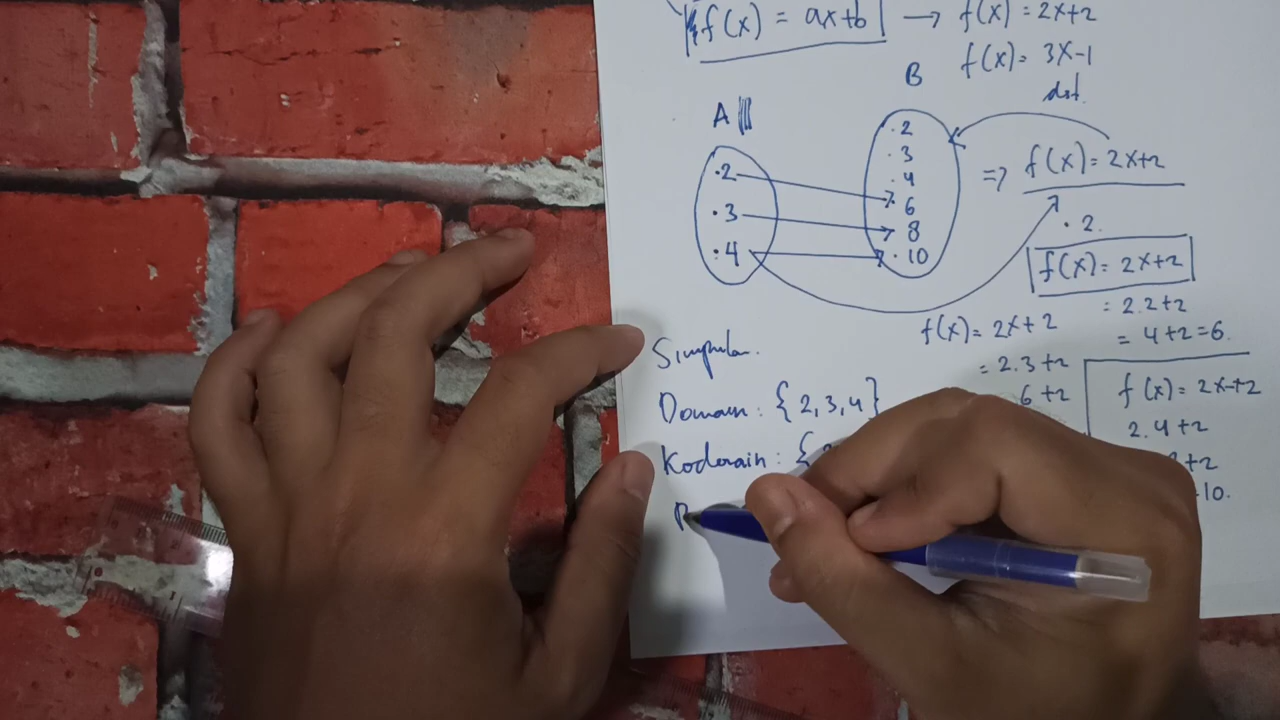 f(x) = ax+b → f(x) = 2x+2
f(x) = 3x-1
dst.
A
B
.2
.3
:4
.2
.3
.4
6
8
.10
=> f(x) = 2x+2
. 2.
f(x) = 2x+2
= 2.2+2
= 4+2=6.
f(x) = 2x+2
= 2.3+2
6+2
f(x) = 2x+2
2.4+2
+2
10.
Domain : {2,3,4}
Kodomain : {